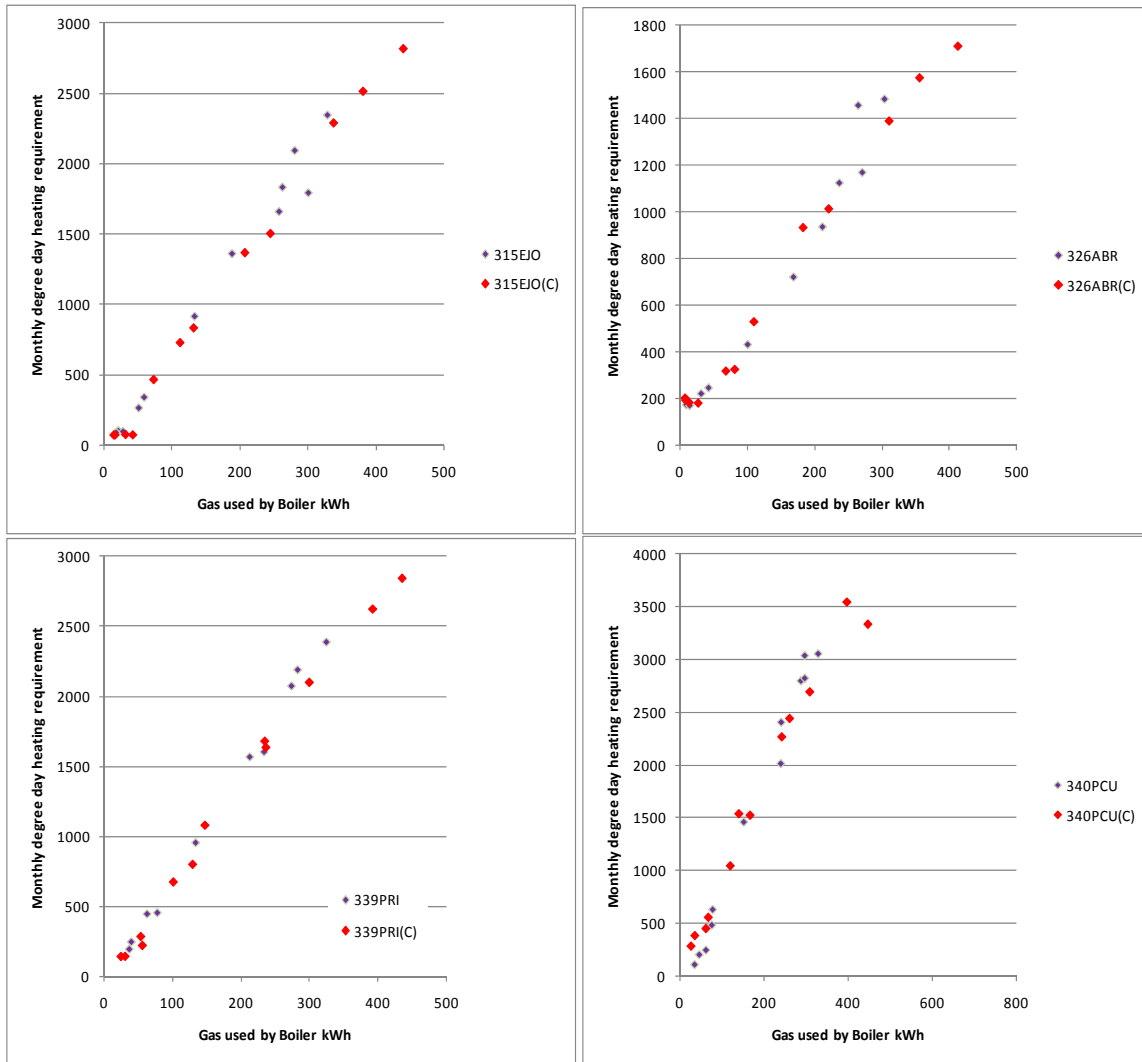 3000
2500
2000
1500
1000
500
0
0 100 200 300 400 500
Monthly degree day heating requirement
Gas used by Boiler kWh
315EJO
315EJO(C)
1800
1600
1400
1200
1000
800
600
400
200
0
0 100 200 300 400 500
Monthly degree day heating requirement
Gas used by Boiler kWh
326ABR
326ABR(C)
3000
2500
2000
1500
1000
500
0
0 100 200 300 400 500
Monthly degree day heating requirement
Gas used by Boiler kWh
339PRI
339PRI(C)
4000
3500
3000
2500
2000
1500
1000
500
0
0 200 400 600 800
Monthly degree day heating requirement
Gas used by Boiler kWh
340PCU
340PCU(C)